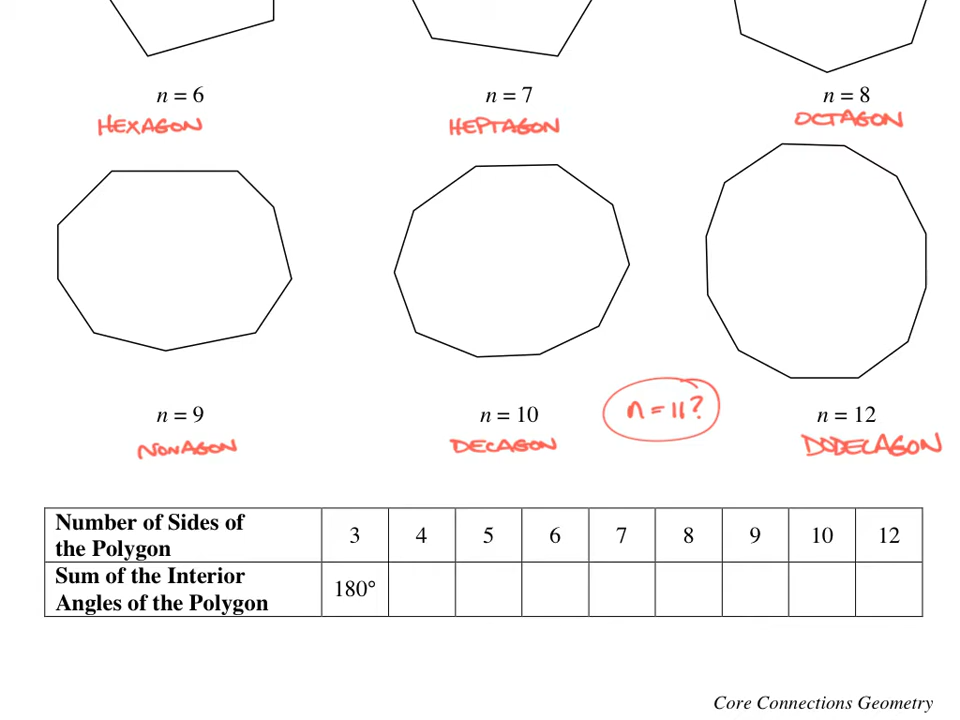 n = 6
n = 7
n = 8
HEXAGON
HEPTAGON
OCTAGON
n = 9
n = 10
n = 11?
n = 12
NONAGON
DECAGON
DODECAGON
Number of Sides of
the Polygon
3 4 5 6 7 8 9 10 12
Sum of the Interior
Angles of the Polygon
180°
Core Connections Geometry